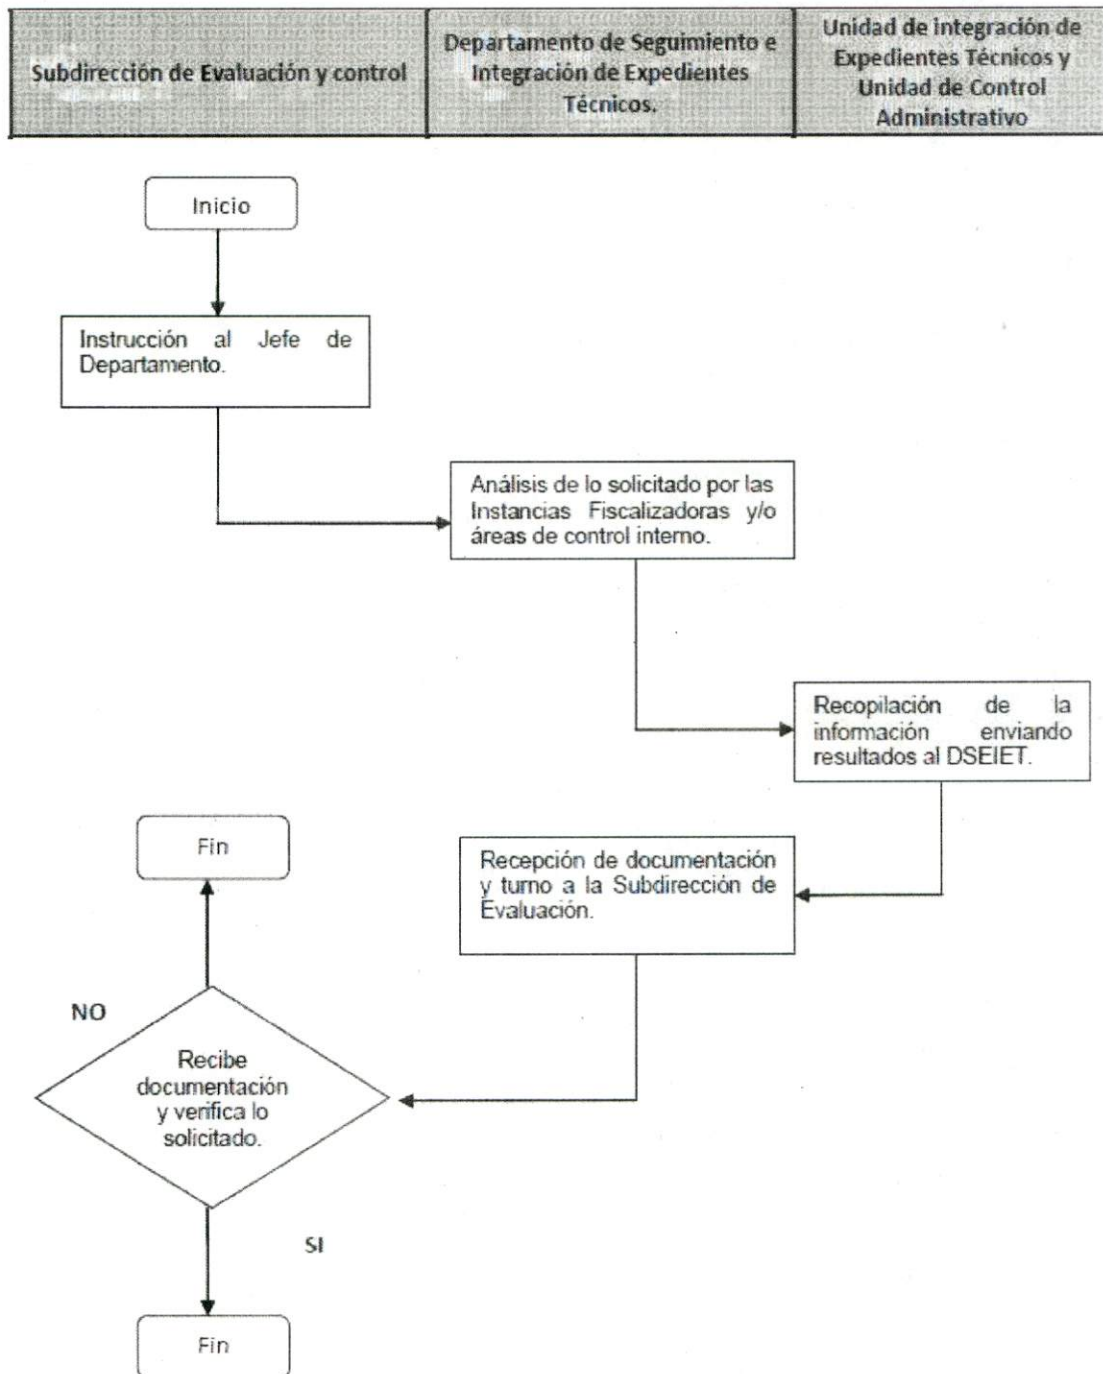 Subdirección de Evaluación y control
Departamento de Seguimiento e
Integración de Expedientes
Técnicos.
Unidad de integración de
Expedientes Técnicos y
Unidad de Control
Administrativo
Inicio
Instrucción al Jefe de
Departamento.
Análisis de lo solicitado por las
Instancias Fiscalizadoras y/o
áreas de control interno.
Recopilación de la
información enviando
resultados al DSEIET.
Recepción de documentación
y turno a la Subdirección de
Evaluación.
Fin
NO
Recibe
documentación
y verifica lo
solicitado.
SI
Fin